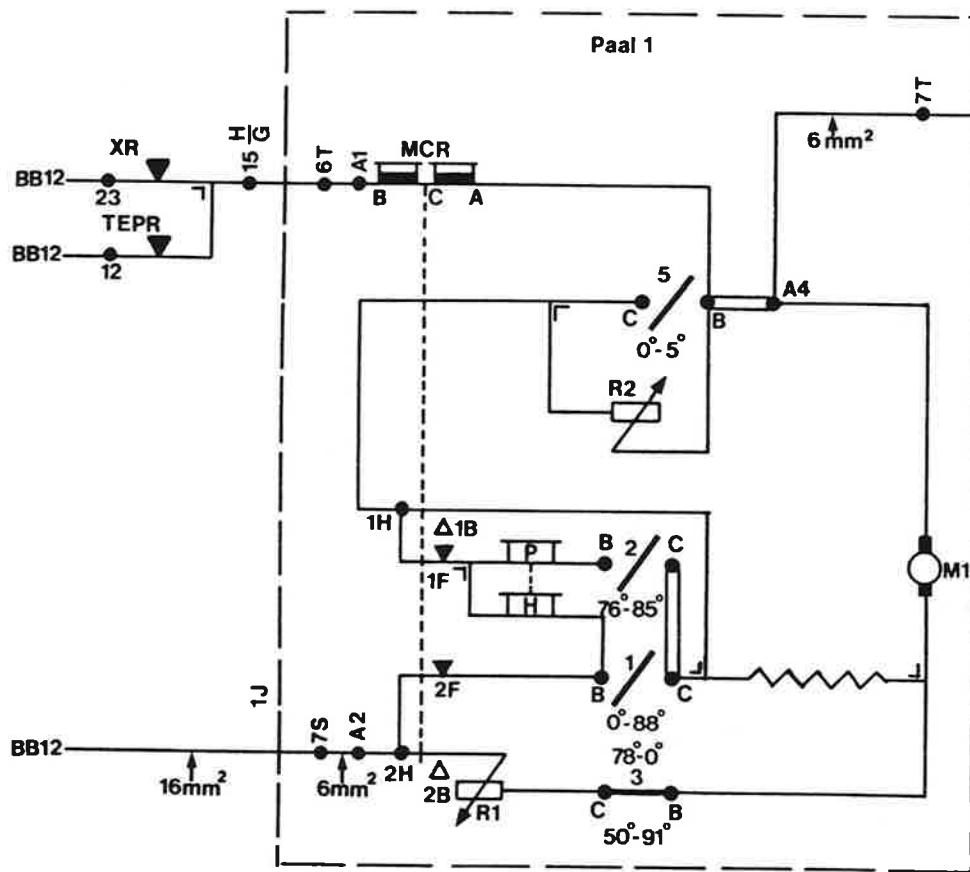 Paal 1
7T
6mm²
XR
H
G
15
6T
A1
MCR
BB12
23
B
C
A
TEPR
BB12
12
5
A4
C
B
0°-5°
R2
1H
Δ1B
B
2
C
P
1F
M1
H
76°-85°
1
2F
B
C
1J
0°-88°
7S
A2
78°-0°
BB12
2H
Δ
3
16mm²
6mm²
2B
R1
C
B
50°-91°